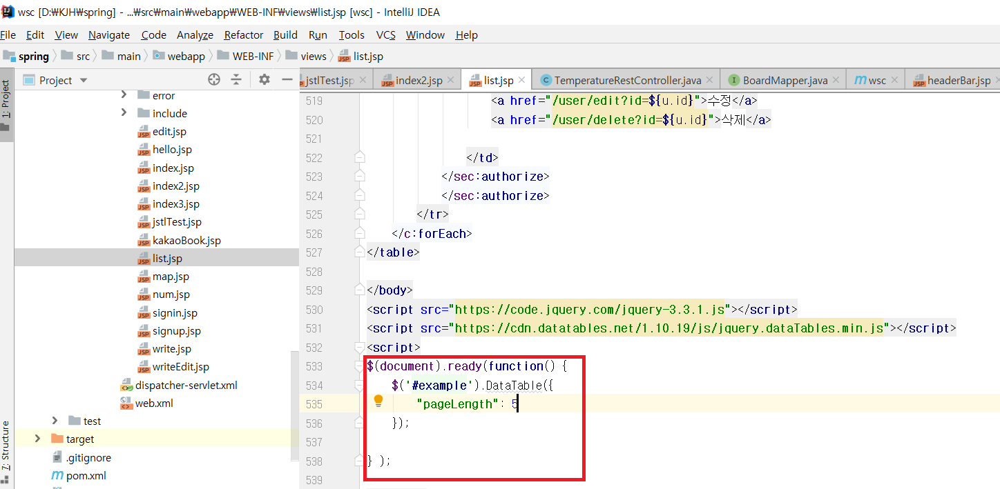 wsc [D:₩KJH₩spring] - ...₩src₩main₩webapp₩WEB-INF₩views₩list.jsp [wsc] - IntelliJ IDEA
File Edit View Navigate Code Analyze Refactor Build Run Tools VCS Window Help
spring src main webapp WEB-INF views list.jsp
1: Project
Project
jstlTest.jsp index2.jsp list.jsp TemperatureRestController.java BoardMapper.java wsc headerBar.jsp
error
include
edit.jsp
hello.jsp
index.jsp
index2.jsp
index3.jsp
jstlTest.jsp
kakaoBook.jsp
list.jsp
map.jsp
num.jsp
signin.jsp
signup.jsp
write.jsp
writeEdit.jsp
dispatcher-servlet.xml
web.xml
test
target
.gitignore
pom.xml
7: Structure
519 <a href="/user/edit?id=${u.id}">수정</a>
520 <a href="/user/delete?id=${u.id}">삭제</a>
521
522 </td>
523 </sec:authorize>
524 </sec:authorize>
525 </tr>
526 </c:forEach>
527 </table>
528
529 </body>
530 <script src="https://code.jquery.com/jquery-3.3.1.js"></script>
531 <script src="https://cdn.datatables.net/1.10.19/js/jquery.dataTables.min.js"></script>
532 <script>
533 $(document).ready(function() {
534 $('#example').DataTable({
535 "pageLength": 5
536 });
537
538 } );
539